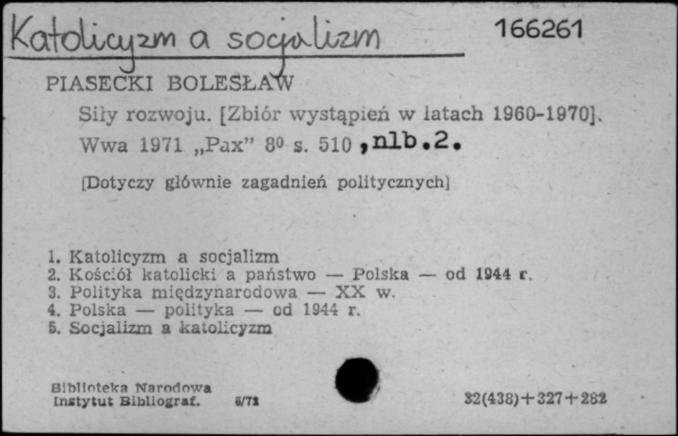 Katolicyzm a socjalizm
166261
PIASECKI BOLESŁAW
Siły rozwoju. [Zbiór wystąpień w latach 1960-1970].
Wwa 1971 „Pax” 8⁰ s. 510 , nlb.2.
[Dotyczy głównie zagadnień politycznych]
1. Katolicyzm a socjalizm
2. Kościół katolicki a państwo — Polska — od 1944 r.
3. Polityka międzynarodowa — XX w.
4. Polska — polityka — od 1944 r.
5. Socjalizm a katolicyzm
Biblioteka Narodowa
Instytut Bibliograf. 6/72
32(438)+327+282